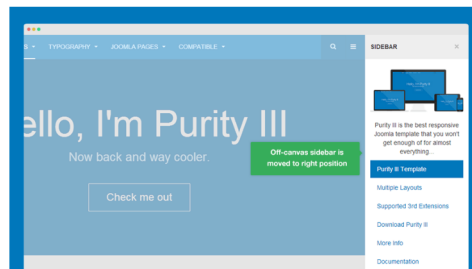 S
TYPOGRAPHY
JOOMLA PAGES
COMPATIBLE
SIDEBAR
ello, I'm Purity III
Now back and way cooler.
Check me out
Off-canvas sidebar is
moved to right position
Purity III is the best responsive
Joomla template that you won't
get enough of for almost
everything...
Purity III Template
Multiple Layouts
Supported 3rd Extensions
Download Purity III
More Info
Documentation